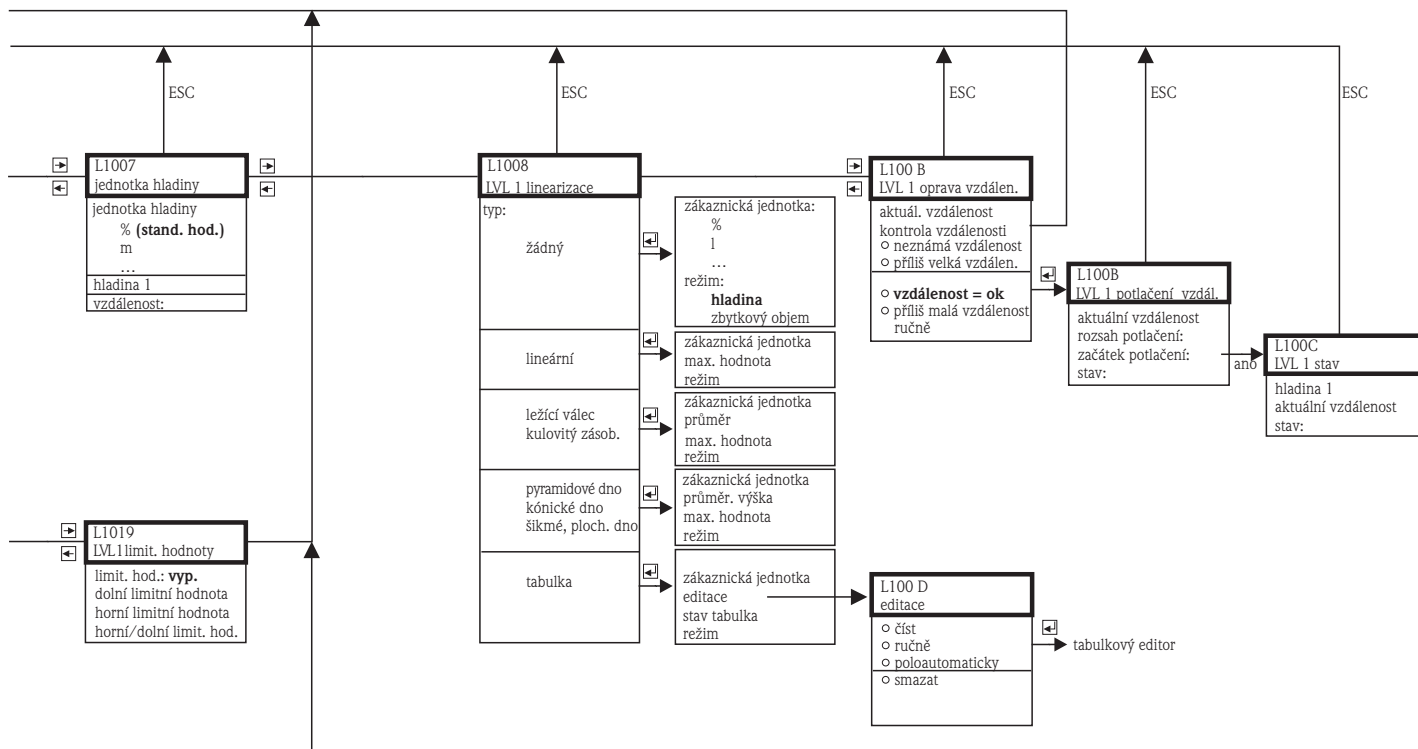 ESC
ESC
ESC
ESC
ESC
L1007
jednotka hladiny
jednotka hladiny
% (stand. hod.)
m
…
hladina 1
vzdálenost:
L1008
LVL 1 linearizace
typ:
žádný
lineární
ležící válec
kulovitý zásob.
pyramidové dno
kónické dno
šikmé, ploch. dno
tabulka
zákaznická jednotka:
%
l
…
režim:
hladina
zbytkový objem
zákaznická jednotka
max. hodnota
režim
zákaznická jednotka
průměr
max. hodnota
režim
zákaznická jednotka
průměr. výška
max. hodnota
režim
zákaznická jednotka
editace
stav tabulka
režim
L100 B
LVL 1 oprava vzdálen.
aktuál. vzdálenost
kontrola vzdálenosti
neznámá vzdálenost
příliš velká vzdálen.
vzdálenost = ok
příliš malá vzdálenost
ručně
L100B
LVL 1 potlačení vzdál.
aktuální vzdálenost
rozsah potlačení:
začátek potlačení:
stav:
ano
L100C
LVL 1 stav
hladina 1
aktuální vzdálenost
stav:
L1019
LVL1limit. hodnoty
limit. hod.: vyp.
dolní limitní hodnota
horní limitní hodnota
horní/dolní limit. hod.
L100 D
editace
číst
ručně
poloautomaticky
smazat
tabulkový editor